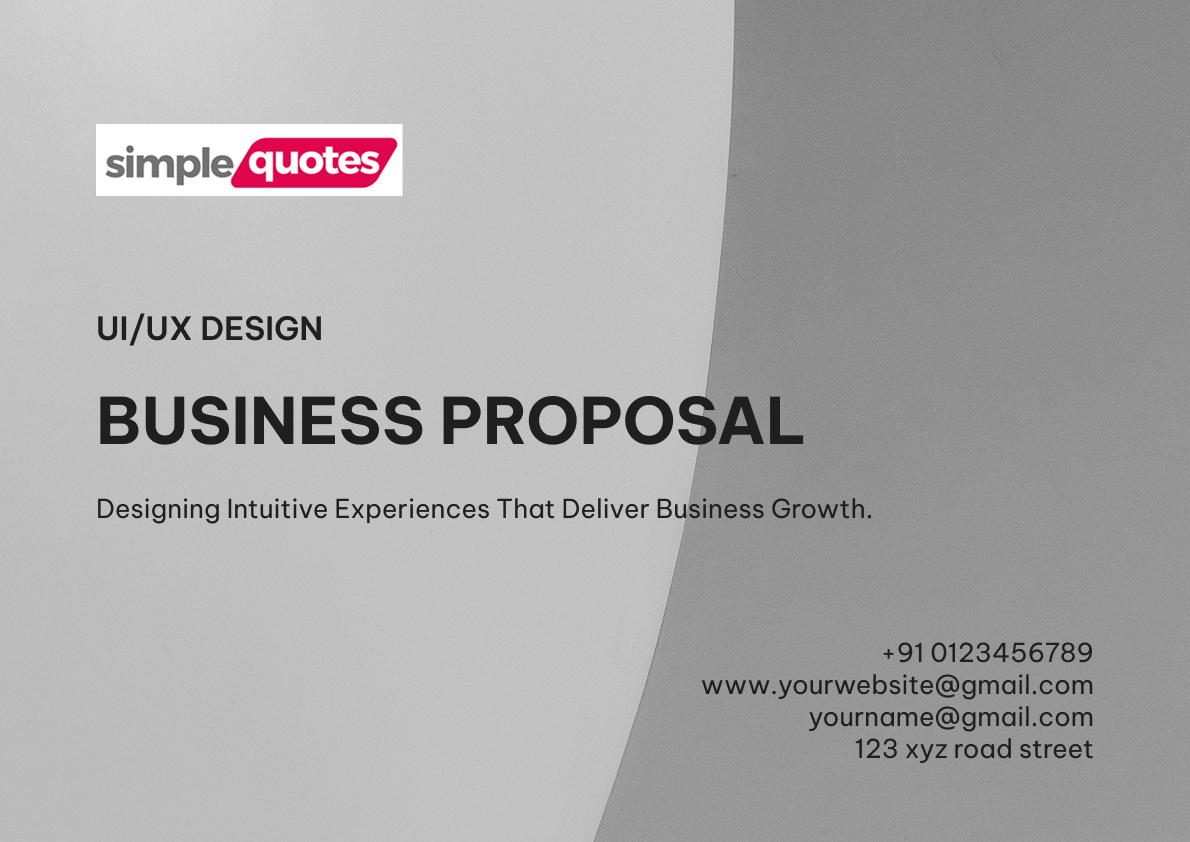 simple quotes
UI/UX DESIGN
BUSINESS PROPOSAL
Designing Intuitive Experiences That Deliver Business Growth.
+91 0123456789
www.yourwebsite@gmail.com
yourname@gmail.com
123 xyz road street